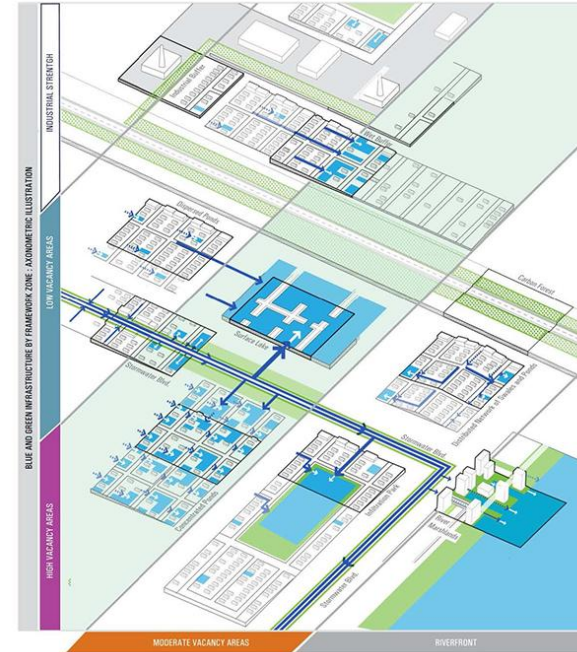 BLUE AND GREEN INFRASTRUCTURE BY FRAMEWORK ZONE : AXONOMETRIC ILLUSTRATION
INDUSTRIAL STRENTGH
LOW VACANCY AREAS
HIGH VACANCY AREAS
Industrial Buffer
Wet Buffer
Dispersed Ponds
Carbon Forest
Surface Lake
Stormwater Blvd.
Distributed Network of Swales and Ponds
Concentrated Ponds
Stormwater Blvd.
Infiltration Park
River
Marshlands
Stormwater Blvd.
MODERATE VACANCY AREAS
RIVERFRONT